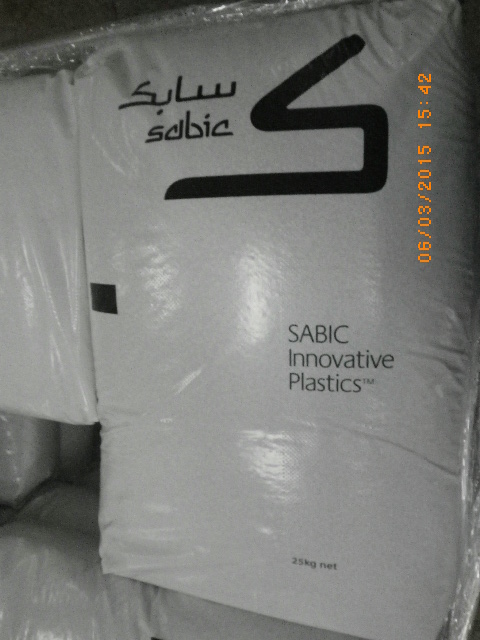 سابك
sabic
06/03/2015 15:42
SABIC
Innovative
Plastics™
25kg net